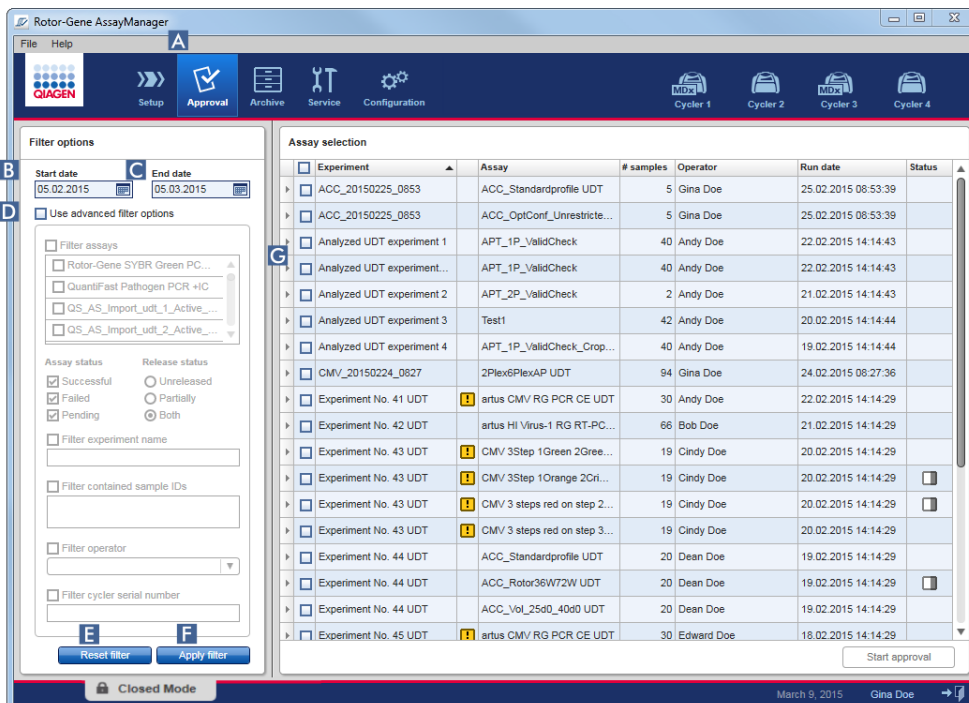 Rotor-Gene AssayManager
File Help
A
QIAGEN
Setup Approval Archive Service Configuration
MDx MDx
Cycler 1 Cycler 2 Cycler 3 Cycler 4
Filter options
B Start date C End date
05.02.2015 05.03.2015
D Use advanced filter options
Filter assays
Rotor-Gene SYBR Green PC...
QuantiFast Pathogen PCR +IC
QS_AS_Import_udt_1_Active_...
QS_AS_Import_udt_2_Active_...
Assay status Release status
Successful Unreleased
Failed Partially
Pending Both
Filter experiment name
Filter contained sample IDs
Filter operator
Filter cycler serial number
E F
Reset filter Apply filter
Assay selection
Experiment Assay # samples Operator Run date Status
ACC_20150225_0853 ACC_Standardprofile UDT 5 Gina Doe 25.02.2015 08:53:39
ACC_20150225_0853 ACC_OptConf_Unrestricte... 5 Gina Doe 25.02.2015 08:53:39
Analyzed UDT experiment 1 APT_1P_ValidCheck 40 Andy Doe 22.02.2015 14:14:43
G
Analyzed UDT experiment... APT_1P_ValidCheck 40 Andy Doe 22.02.2015 14:14:43
Analyzed UDT experiment 2 APT_2P_ValidCheck 2 Andy Doe 21.02.2015 14:14:43
Analyzed UDT experiment 3 Test1 42 Andy Doe 20.02.2015 14:14:44
Analyzed UDT experiment 4 APT_1P_ValidCheck_Crop... 40 Andy Doe 19.02.2015 14:14:44
CMV_20150224_0827 2Plex6PlexAP UDT 94 Gina Doe 24.02.2015 08:27:36
Experiment No. 41 UDT ! artus CMV RG PCR CE UDT 30 Andy Doe 22.02.2015 14:14:29
Experiment No. 42 UDT artus HI Virus-1 RG RT-PC... 66 Bob Doe 21.02.2015 14:14:29
Experiment No. 43 UDT ! CMV 3Step 1Green 2Gree... 19 Cindy Doe 20.02.2015 14:14:29
Experiment No. 43 UDT ! CMV 3Step 1Orange 2Cri... 19 Cindy Doe 20.02.2015 14:14:29
Experiment No. 43 UDT ! CMV 3 steps red on step 2... 19 Cindy Doe 20.02.2015 14:14:29
Experiment No. 43 UDT ! CMV 3 steps red on step 3... 19 Cindy Doe 20.02.2015 14:14:29
Experiment No. 44 UDT ACC_Standardprofile UDT 20 Dean Doe 19.02.2015 14:14:29
Experiment No. 44 UDT ACC_Rotor36W72W UDT 20 Dean Doe 19.02.2015 14:14:29
Experiment No. 44 UDT ACC_Vol_25d0_40d0 UDT 20 Dean Doe 19.02.2015 14:14:29
Experiment No. 45 UDT ! artus CMV RG PCR CE UDT 30 Edward Doe 18.02.2015 14:14:29
Start approval
Closed Mode
March 9, 2015 Gina Doe